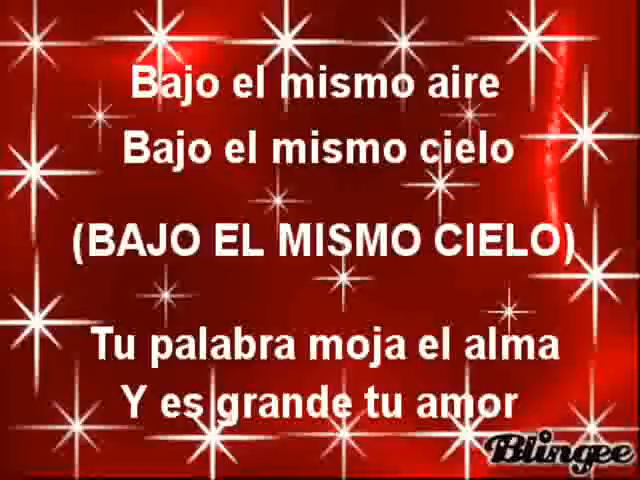 Bajo el mismo aire
Bajo el mismo cielo
(BAJO EL MISMO CIELO)
Tu palabra moja el alma
Y es grande tu amor
Blingee